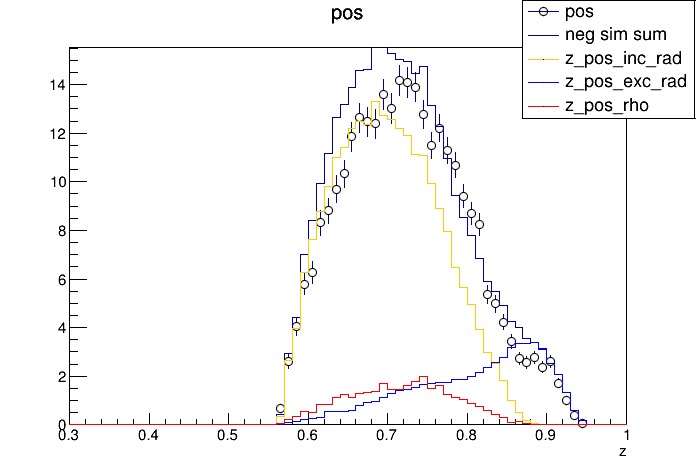 pos
pos
neg sim sum
z_pos_inc_rad
z_pos_exc_rad
z_pos_rho
14
12
10
8
6
4
2
0
0.3 0.4 0.5 0.6 0.7 0.8 0.9 1
z